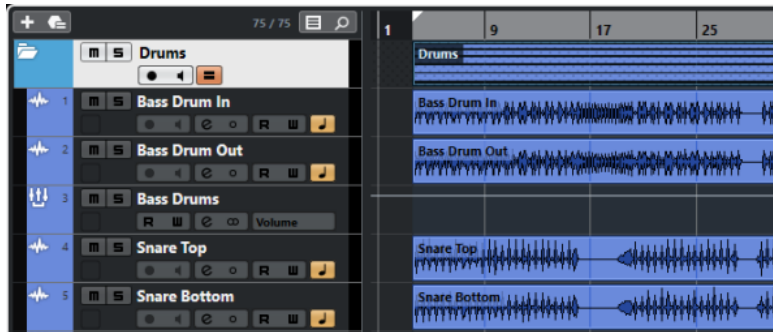 75 / 75
1 9 17 25
m S Drums
Drums
1 m S Bass Drum In
R
Bass Drum In
2 m S Bass Drum Out
R
Bass Drum Out
3 m S Bass Drums
R Volume
4 m S Snare Top
R
Snare Top
5 m S Snare Bottom
R
Snare Bottom